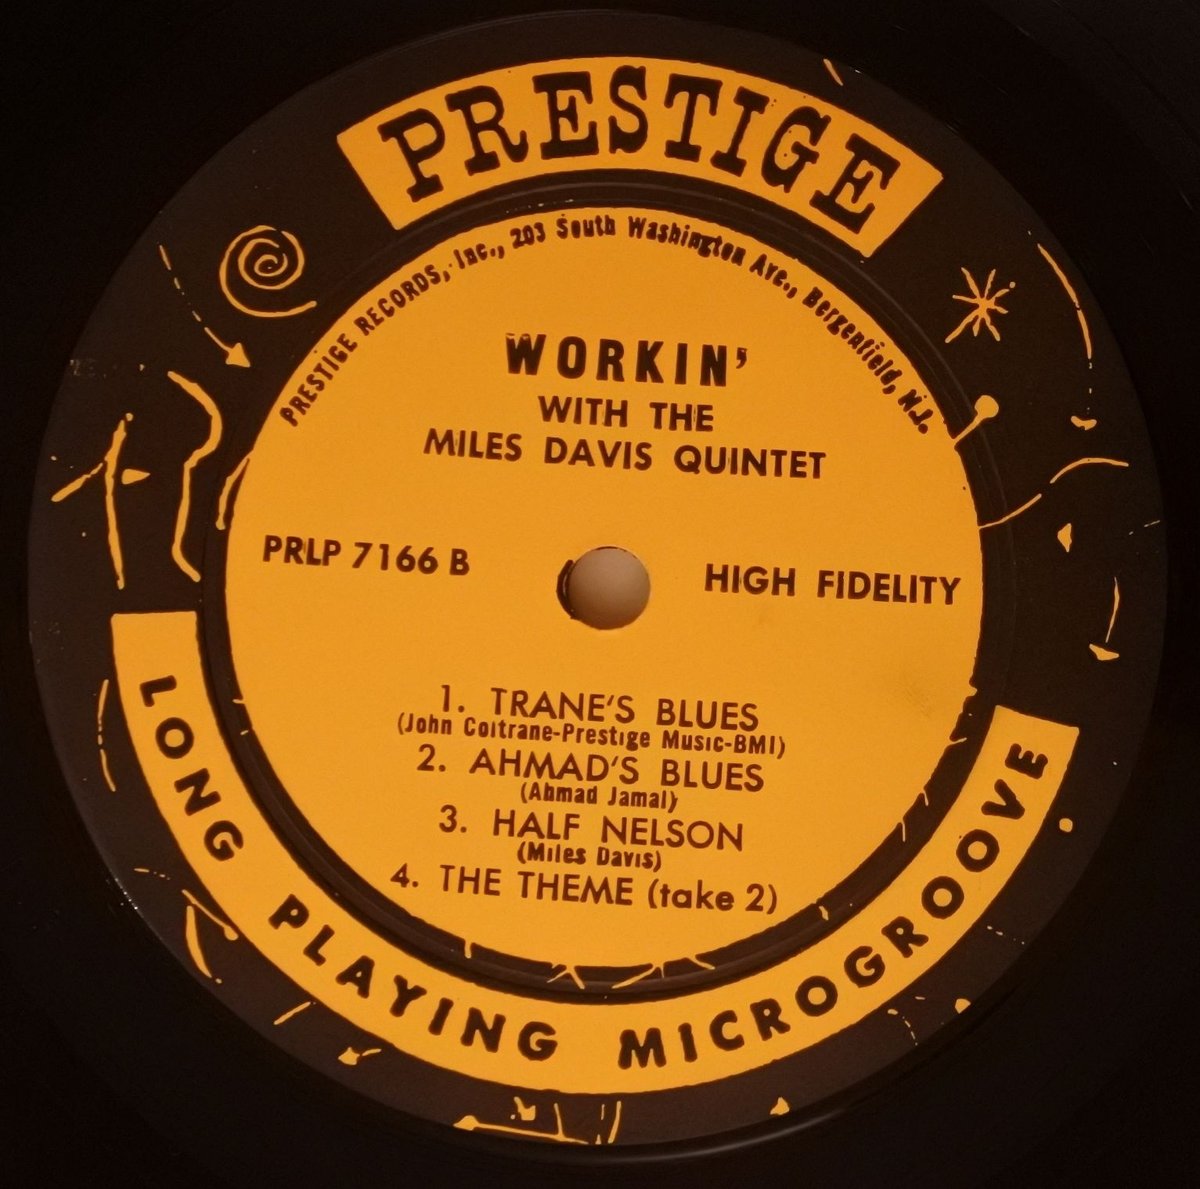 PRESTIGE
PRESTIGE RECORDS, Inc., 203 South Washington Ave., Bergenfield, N.J.
WORKIN'
WITH THE
MILES DAVIS QUINTET
PRLP 7166 B
HIGH FIDELITY
1. TRANE'S BLUES
(John Coltrane-Prestige Music-BMI)
2. AHMAD'S BLUES
(Ahmad Jamal)
3. HALF NELSON
(Miles Davis)
4. THE THEME (take 2)
LONG PLAYING MICROGROOVE